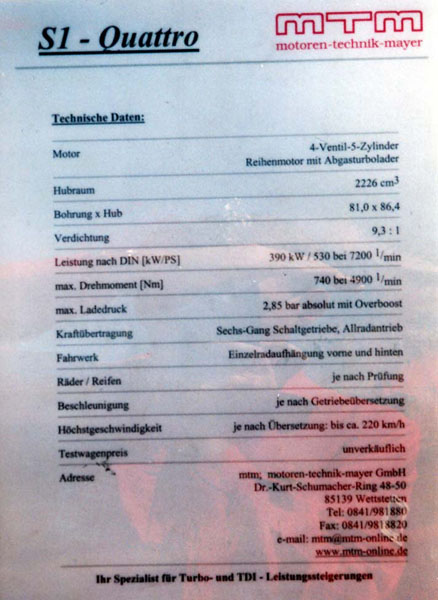 S1 - Quattro
mtm
motoren-technik-mayer
Technische Daten:
Motor 4-Ventil-5-Zylinder
Reihenmotor mit Abgasturbolader
Hubraum 2226 cm³
Bohrung x Hub 81,0 x 86,4
Verdichtung 9,3 : 1
Leistung nach DIN [kW/PS] 390 kW / 530 bei 7200 1/min
max. Drehmoment [Nm] 740 bei 4900 1/min
max. Ladedruck 2,85 bar absolut mit Overboost
Kraftübertragung Sechs-Gang Schaltgetriebe, Allradantrieb
Fahrwerk Einzelradaufhängung vorne und hinten
Räder / Reifen je nach Prüfung
Beschleunigung je nach Getriebeübersetzung
Höchstgeschwindigkeit je nach Übersetzung: bis ca. 220 km/h
Testwagenpreis unverkäuflich
Adresse mtm; motoren-technik-mayer GmbH
Dr.-Kurt-Schumacher-Ring 48-50
85139 Wettstetten
Tel: 0841/981880
Fax: 0841/9818820
e-mail: mtm@mtm-online.de
www.mtm-online.de
Ihr Spezialist für Turbo- und TDI - Leistungssteigerungen